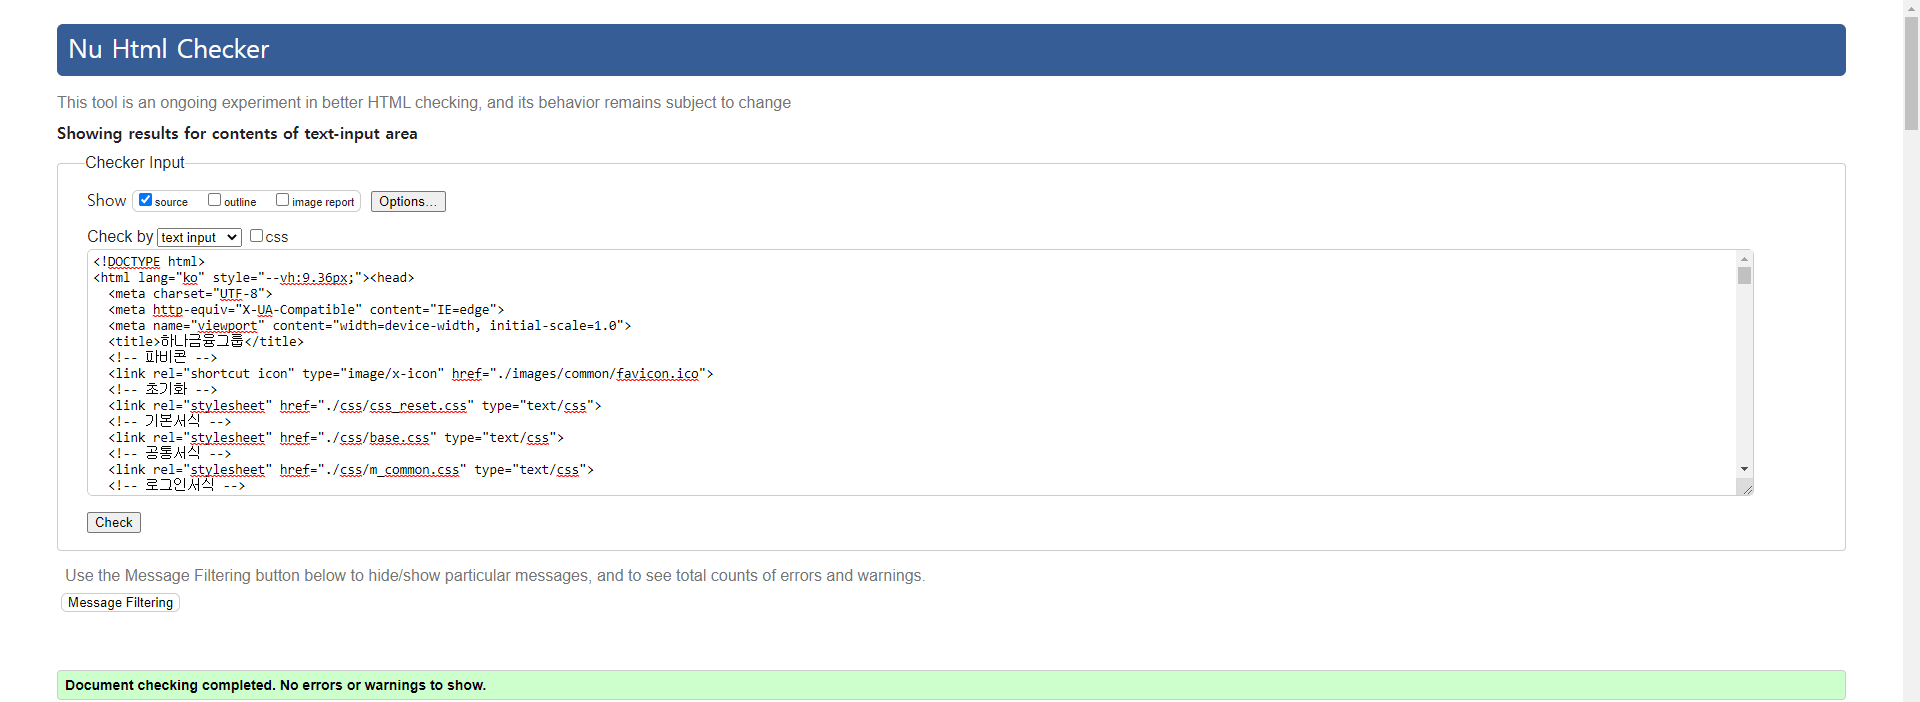 Nu Html Checker
This tool is an ongoing experiment in better HTML checking, and its behavior remains subject to change
Showing results for contents of text-input area
Checker Input
Show source outline image report Options...
Check by text input css
<!DOCTYPE html>
<html lang="ko" style="--vh:9.36px;"><head>
<meta charset="UTF-8">
<meta http-equiv="X-UA-Compatible" content="IE=edge">
<meta name="viewport" content="width=device-width, initial-scale=1.0">
<title>하나금융그룹</title>
<!-- 파비콘 -->
<link rel="shortcut icon" type="image/x-icon" href="./images/common/favicon.ico">
<!-- 초기화 -->
<link rel="stylesheet" href="./css/css_reset.css" type="text/css">
<!-- 기본서식 -->
<link rel="stylesheet" href="./css/base.css" type="text/css">
<!-- 공통서식 -->
<link rel="stylesheet" href="./css/m_common.css" type="text/css">
<!-- 로그인서식 -->
Check
Use the Message Filtering button below to hide/show particular messages, and to see total counts of errors and warnings.
Message Filtering
Document checking completed. No errors or warnings to show.